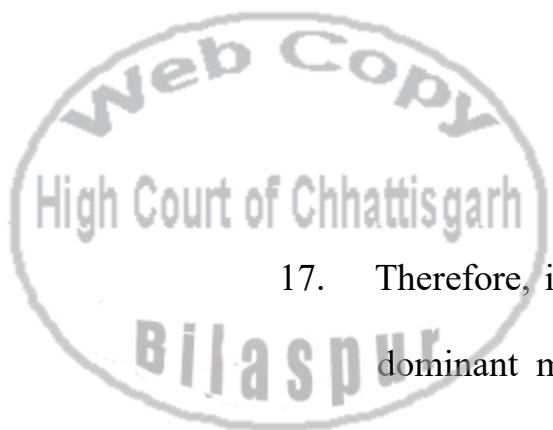 Web Copy
High Court of Chhattisgarh
17. Therefore, i
Bilaspur
dominant m